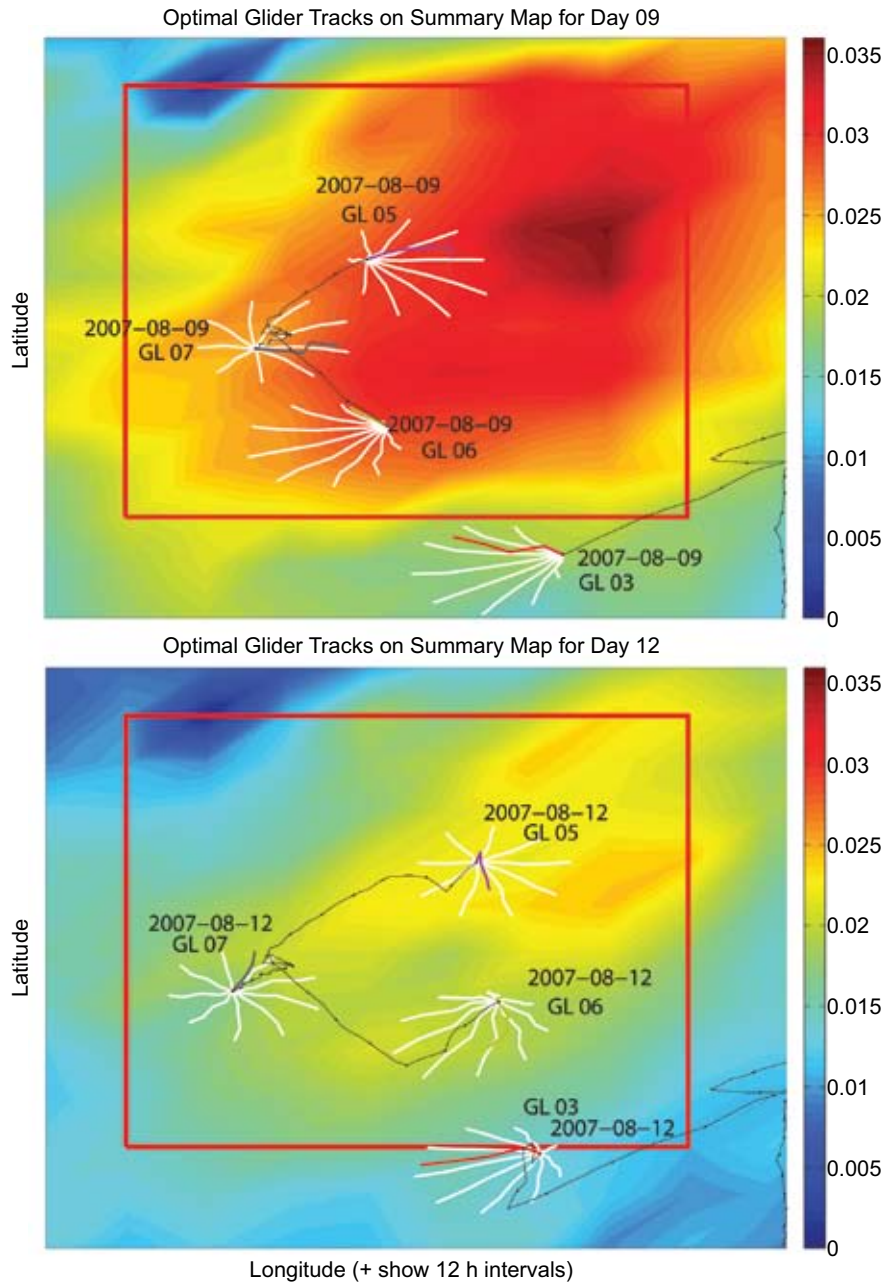 Optimal Glider Tracks on Summary Map for Day 09
0.035
0.03
0.025
0.02
0.015
0.01
0.005
0
Latitude
2007–08–09
GL 05
2007–08–09
GL 07
2007–08–09
GL 06
2007–08–09
GL 03
Optimal Glider Tracks on Summary Map for Day 12
0.035
0.03
0.025
0.02
0.015
0.01
0.005
0
Latitude
2007–08–12
GL 05
2007–08–12
GL 07
2007–08–12
GL 06
GL 03
2007–08–12
Longitude (+ show 12 h intervals)